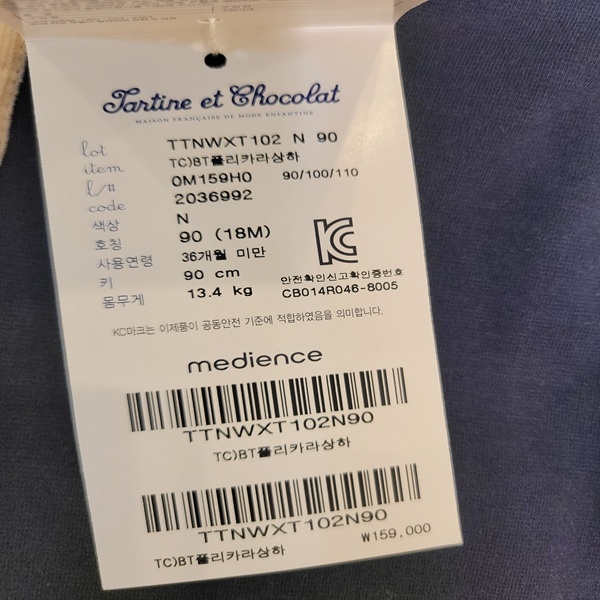 Tartine et Chocolat
MAISON FRANÇAISE DE MODE ENFANTINE
lot TTNWXT102 N 90
item TC)BT플리카라상하
l/# 0M159H0 90/100/110
code 2036992
색상 N
호칭 90 (18M)
사용연령 36개월 미만
키 90 cm
몸무게 13.4 kg
안전확인신고확인증번호
CB014R046-8005
KC마크는 이제품이 공동안전 기준에 적합하였음을 의미합니다.
medience
TTNWXT102N90
TC)BT플리카라상하
TTNWXT102N90
TC)BT플리카라상하 ₩159,000